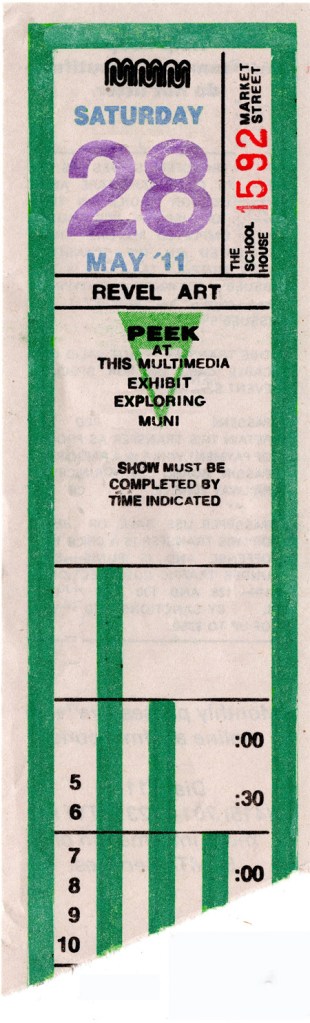 MMM
SATURDAY
28
MAY '11
THE SCHOOL HOUSE
1592 MARKET STREET
REVEL ART
PEEK
AT
THIS MULTIMEDIA
EXHIBIT
EXPLORING
MUNI
SHOW MUST BE
COMPLETED BY
TIME INDICATED
:00
5
:30
6
7
:00
8
9
10